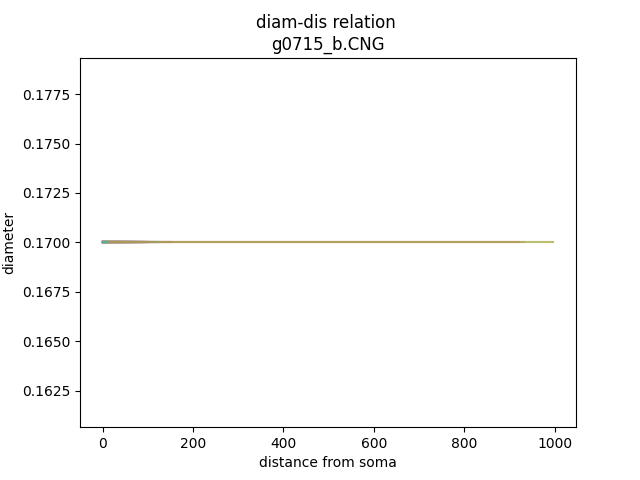 diam-dis relation
g0715_b.CNG
0.1775
0.1750
0.1725
0.1700
0.1675
0.1650
0.1625
diameter
0 200 400 600 800 1000
distance from soma